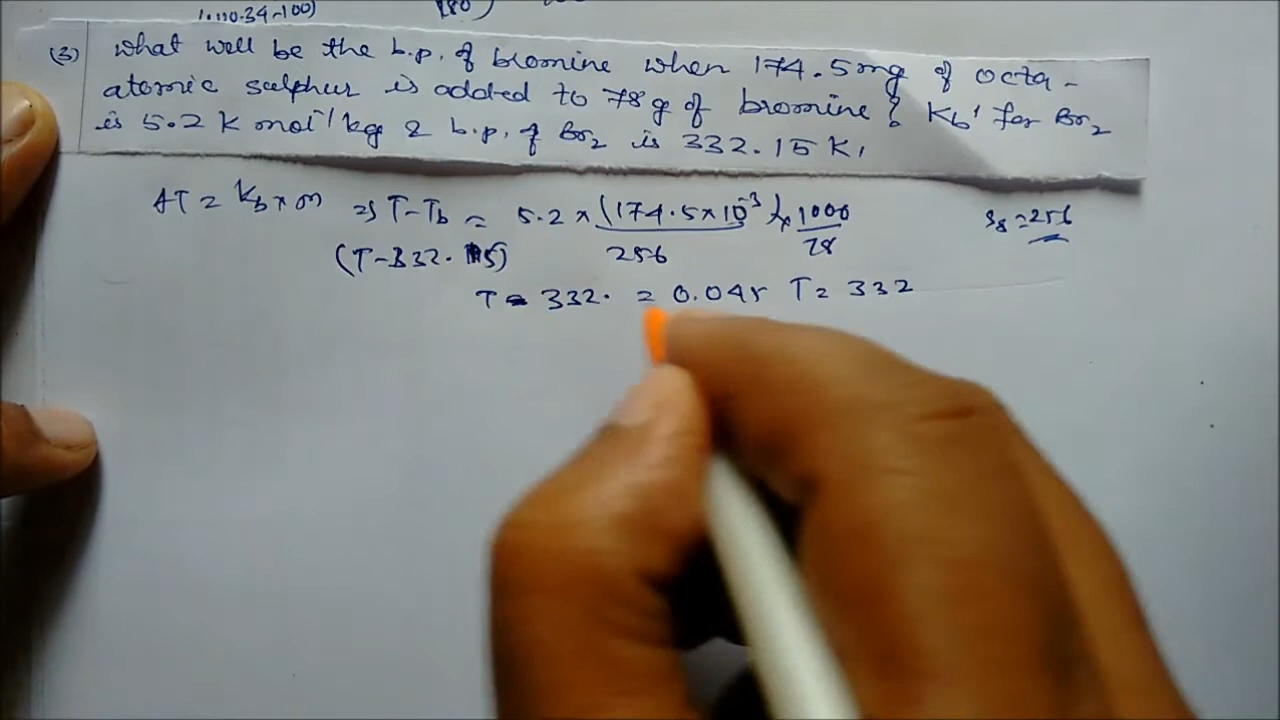 (80)
(3) what will be the b.p. of bromine when 174.5mg of octa-
atomic sulphur is added to 78g of bromine? Kb' for Br2
is 5.2 K mol⁻¹ kg & b.p. of Br2 is 332.15 K,
ΔT = Kb × m ⇒ T-Tb = 5.2 × (174.5×10⁻³) × 1000 S8 = 256
(T-332.15) 256 78
T - 332. = 0.045 T = 332